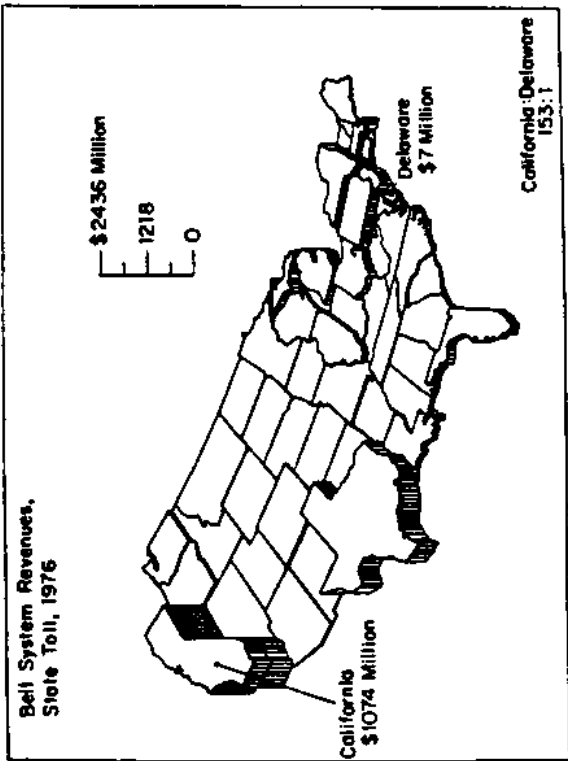 Bell System Revenues,
State Toll, 1976
$2436 Million
1218
0
California
$1074 Million
Delaware
$7 Million
California:Delaware
153:1